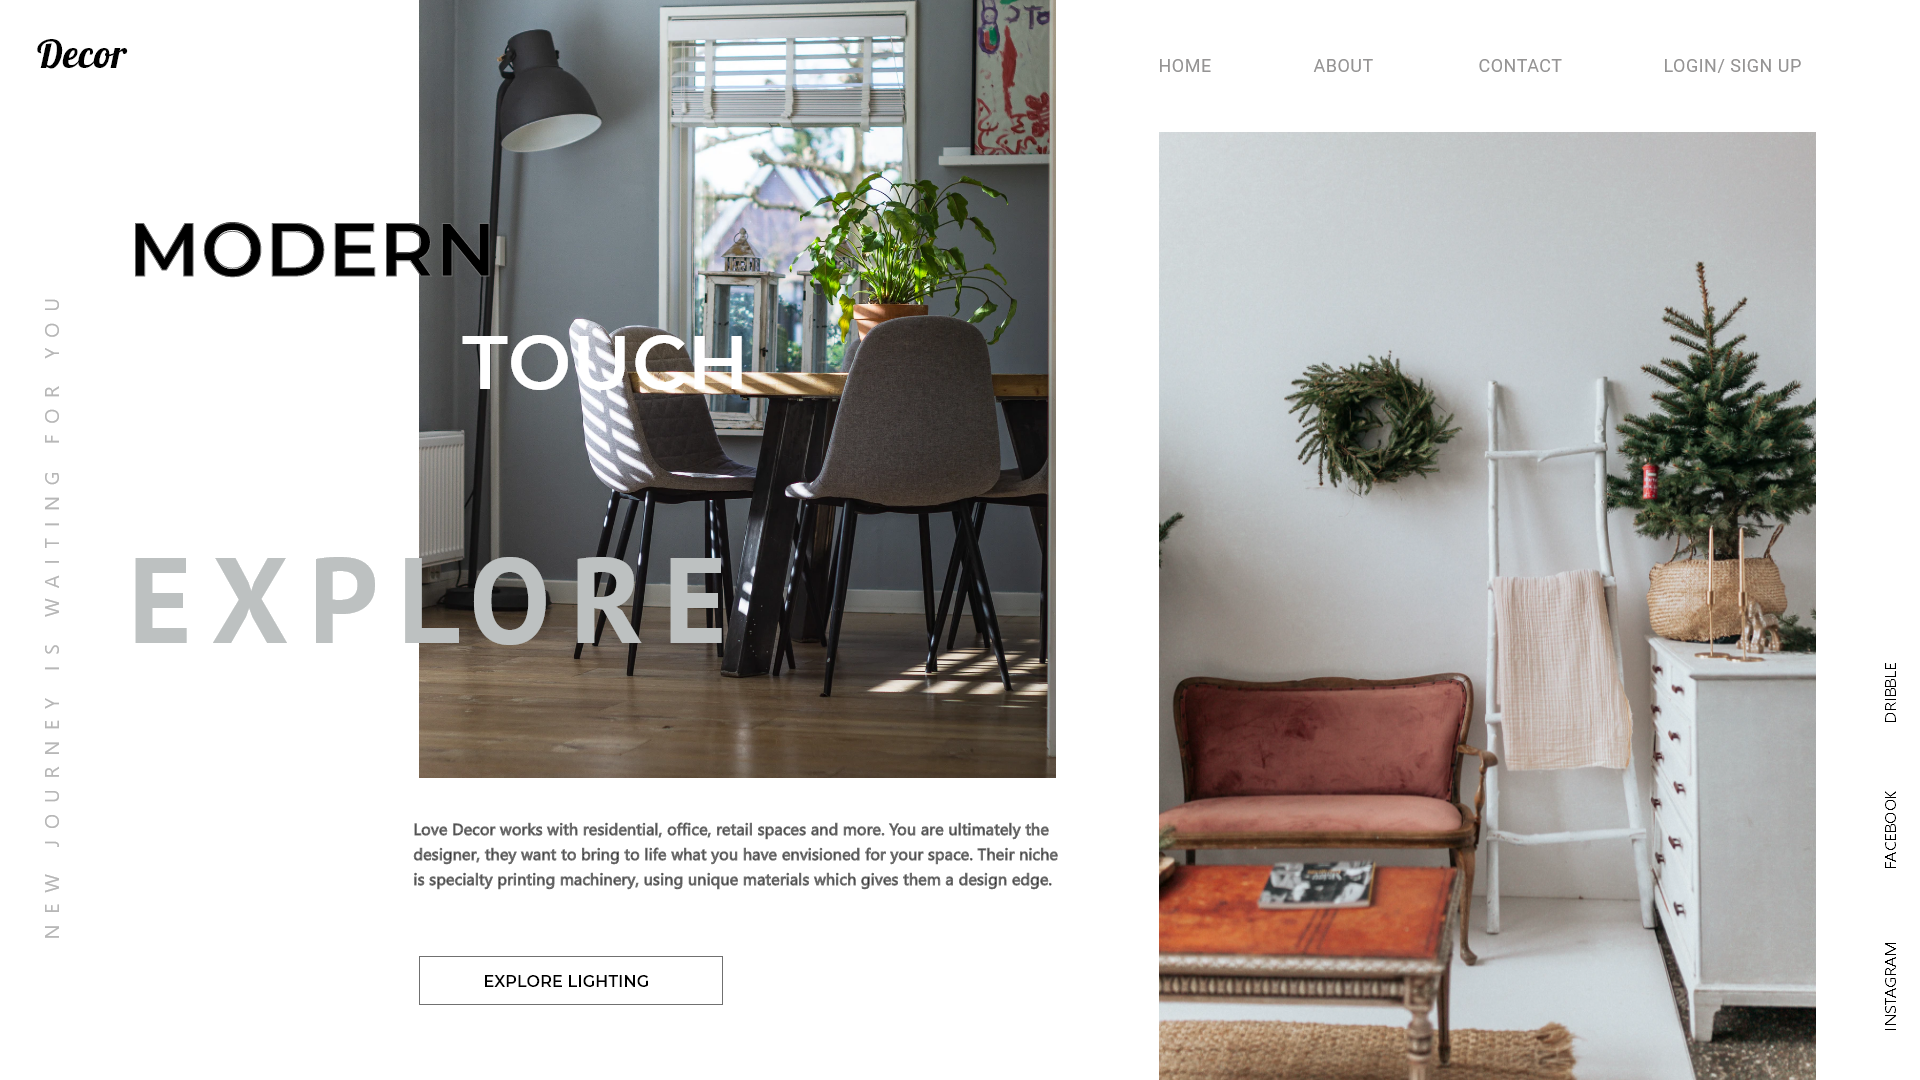 Decor
HOME
ABOUT
CONTACT
LOGIN/ SIGN UP
MODERN
TOUCH
EXPLORE
NEW JOURNEY IS WAITING FOR YOU
Love Decor works with residential, office, retail spaces and more. You are ultimately the
designer, they want to bring to life what you have envisioned for your space. Their niche
is specialty printing machinery, using unique materials which gives them a design edge.
EXPLORE LIGHTING
DRIBBLE
FACEBOOK
INSTAGRAM